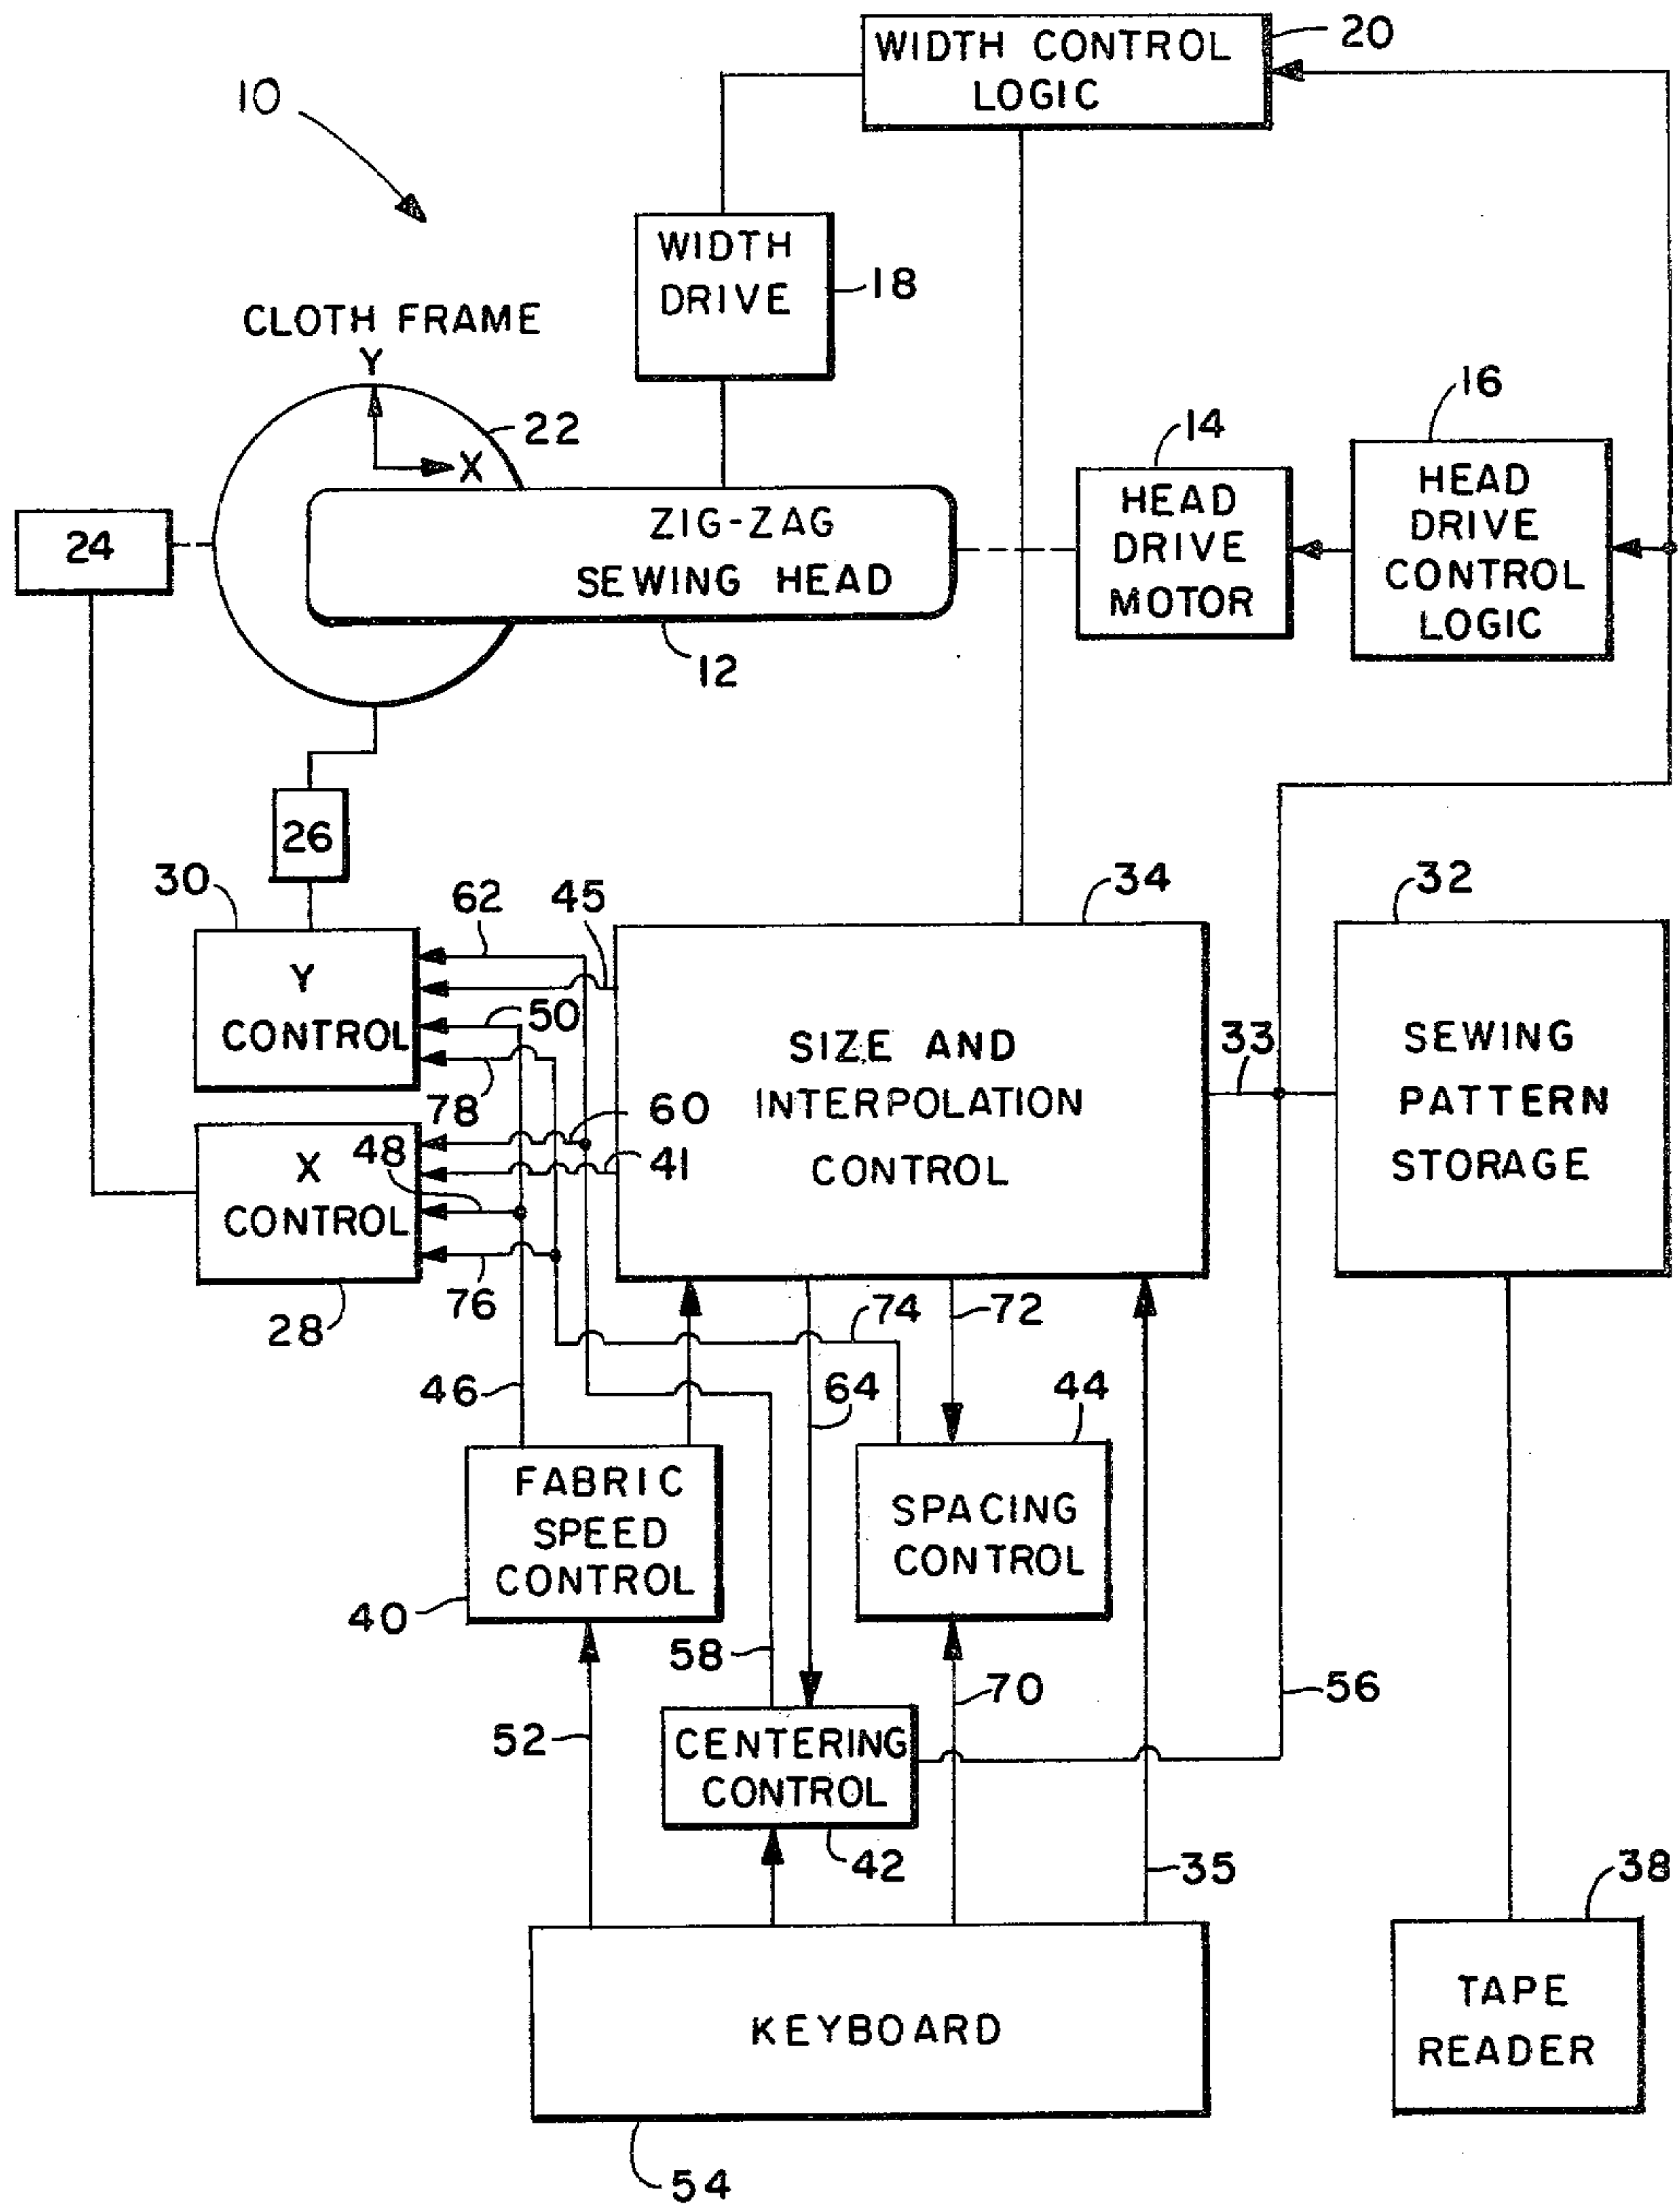 WIDTH CONTROL
LOGIC
20
10
WIDTH
DRIVE
18
CLOTH FRAME
Y
X
22
16
14
HEAD
DRIVE
MOTOR
HEAD
DRIVE
CONTROL
LOGIC
24
ZIG-ZAG
SEWING HEAD
12
26
30
62
45
34
32
Y
CONTROL
50
78
SIZE AND
INTERPOLATION
CONTROL
33
SEWING
PATTERN
STORAGE
60
48
41
X
CONTROL
76
28
74
72
46
64
44
FABRIC
SPEED
CONTROL
40
SPACING
CONTROL
58
70
56
52
CENTERING
CONTROL
42
35
38
KEYBOARD
54
TAPE
READER